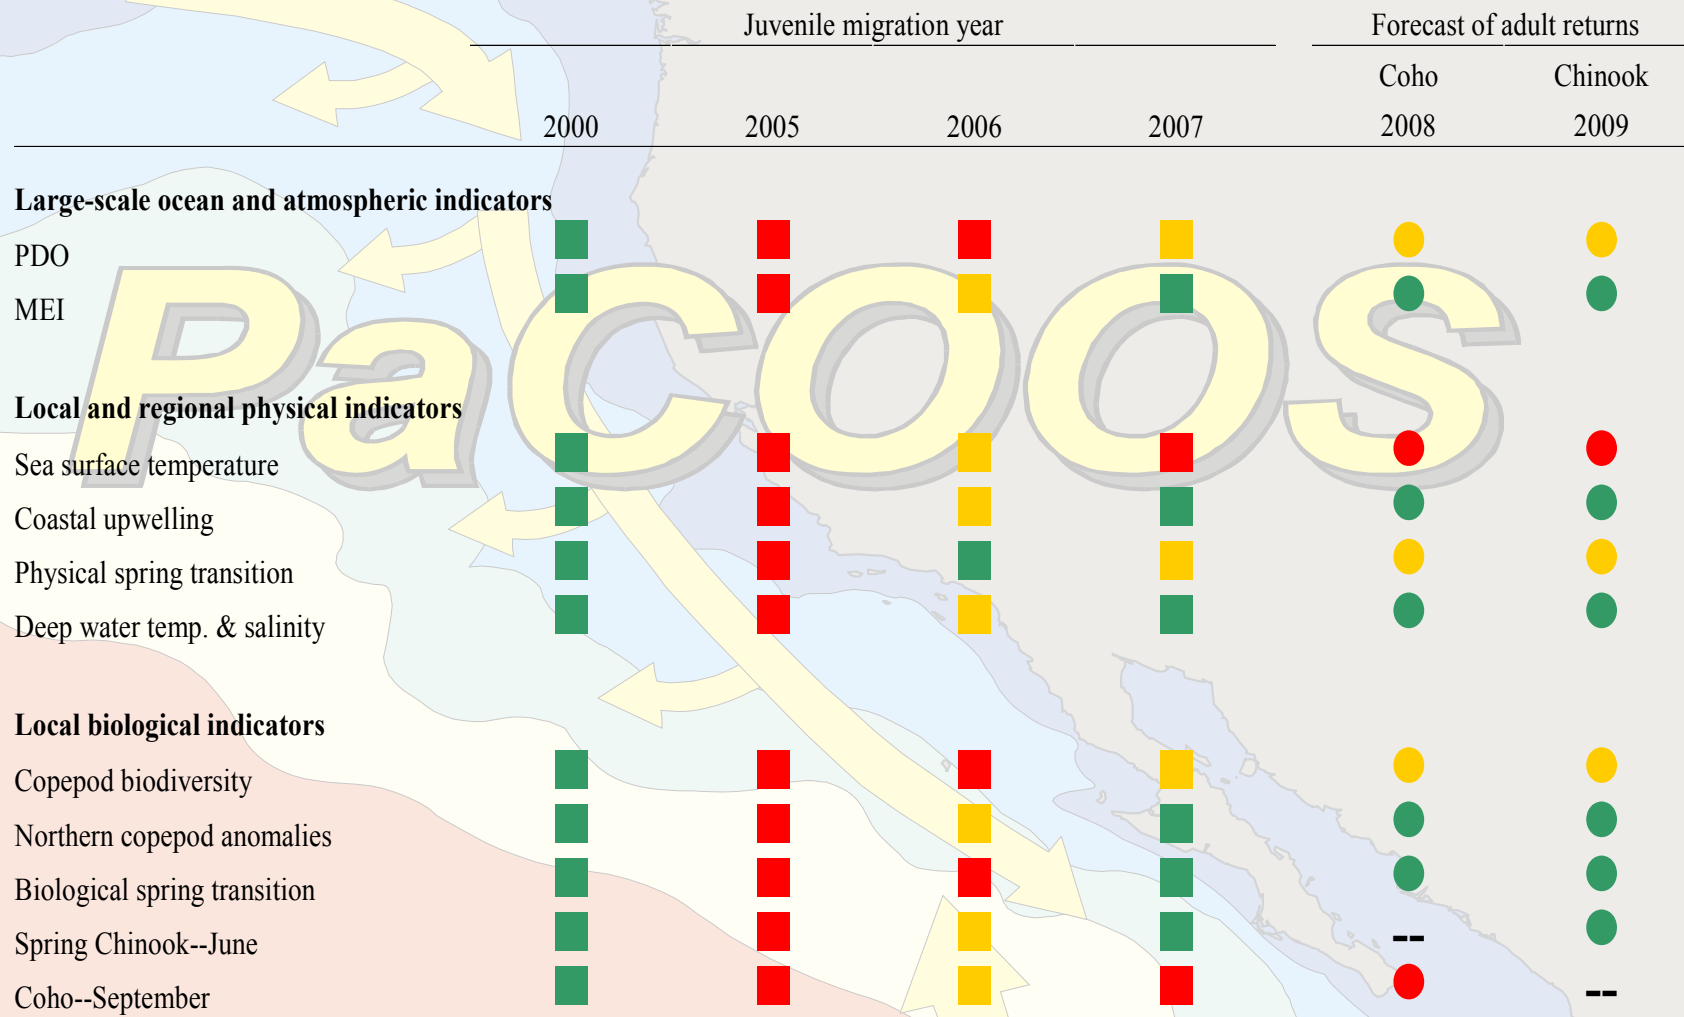 Juvenile migration year Forecast of adult returns
Coho Chinook
2000 2005 2006 2007 2008 2009
Large-scale ocean and atmospheric indicators
PDO
MEI
PaCOOS
Local and regional physical indicators
Sea surface temperature
Coastal upwelling
Physical spring transition
Deep water temp. & salinity
Local biological indicators
Copepod biodiversity
Northern copepod anomalies
Biological spring transition
Spring Chinook--June --
Coho--September --